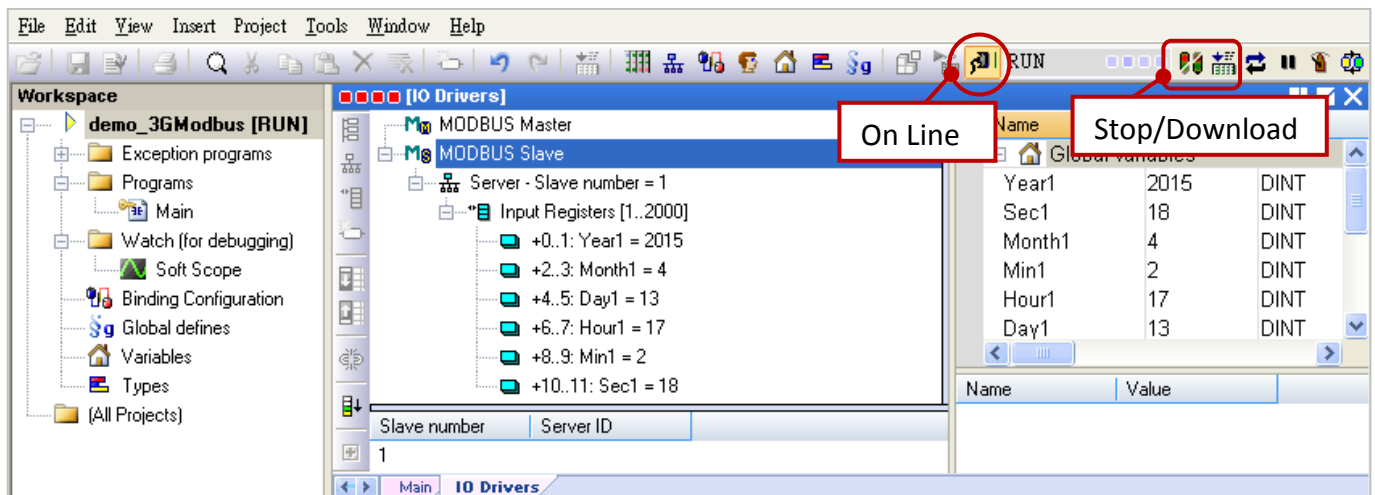 File Edit View Insert Project Tools Window Help
RUN
Workspace
demo_3GModbus [RUN]
Exception programs
Programs
Main
Watch (for debugging)
Soft Scope
Binding Configuration
Global defines
Variables
Types
(All Projects)
[IO Drivers]
MODBUS Master
MODBUS Slave
Server - Slave number = 1
Input Registers [1..2000]
+0..1: Year1 = 2015
+2..3: Month1 = 4
+4..5: Day1 = 13
+6..7: Hour1 = 17
+8..9: Min1 = 2
+10..11: Sec1 = 18
Slave number Server ID
1
Main IO Drivers
On Line
Stop/Download
Name
Global variables
Year1 2015 DINT
Sec1 18 DINT
Month1 4 DINT
Min1 2 DINT
Hour1 17 DINT
Day1 13 DINT
Name Value